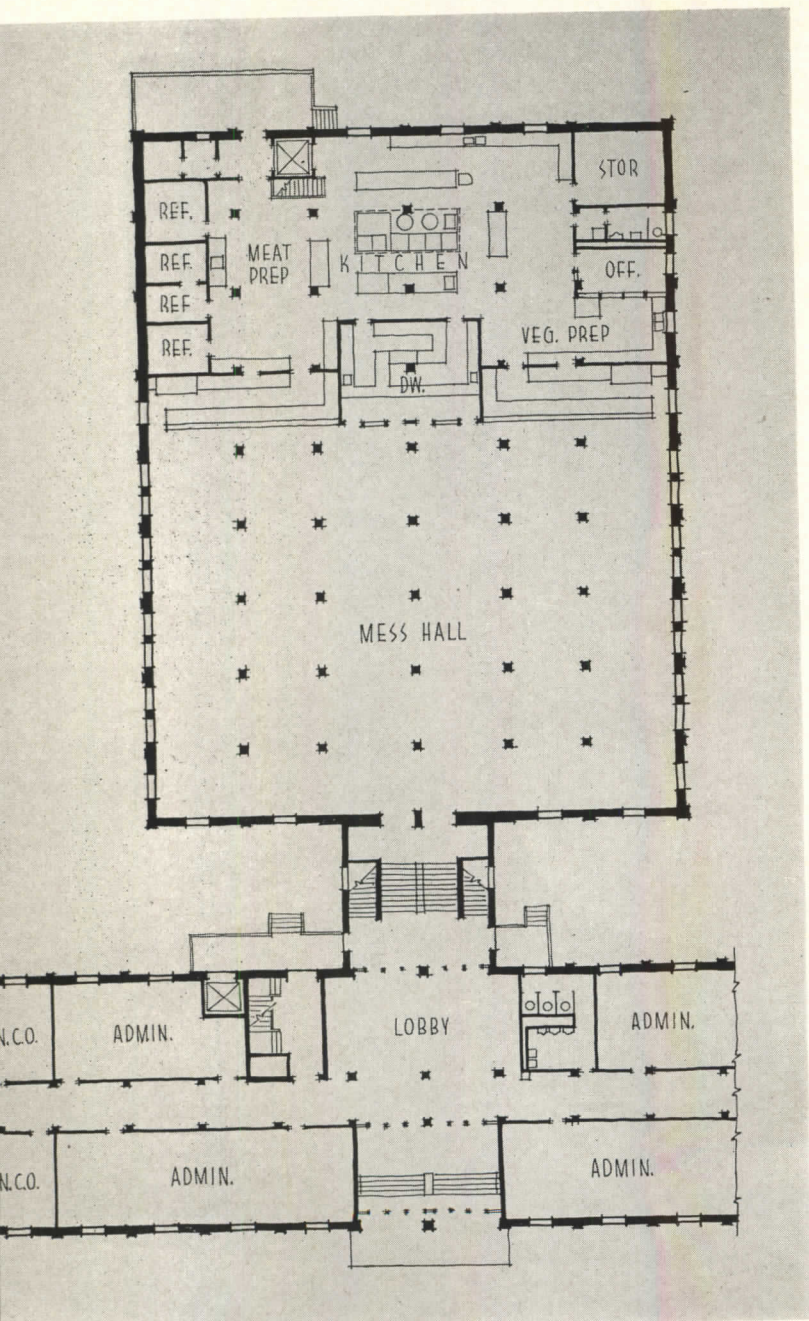 STOR
REF.
MEAT
PREP
KITCHEN
REF.
OFF.
REF.
VEG. PREP
REF.
DW.
MESS HALL
N.C.O.
ADMIN.
LOBBY
ADMIN.
N.C.O.
ADMIN.
ADMIN.